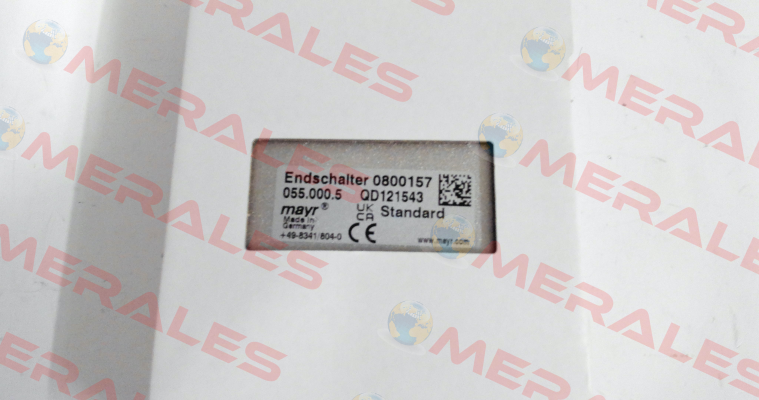 Endschalter 0800157
055.000.5 QD121543
mayr® UK CA Standard
Made in
Germany
+49-8341/804-0 CE www.mayr.com
MERALES
MERALES
MERALES
MERALES
MERALES
MERALES